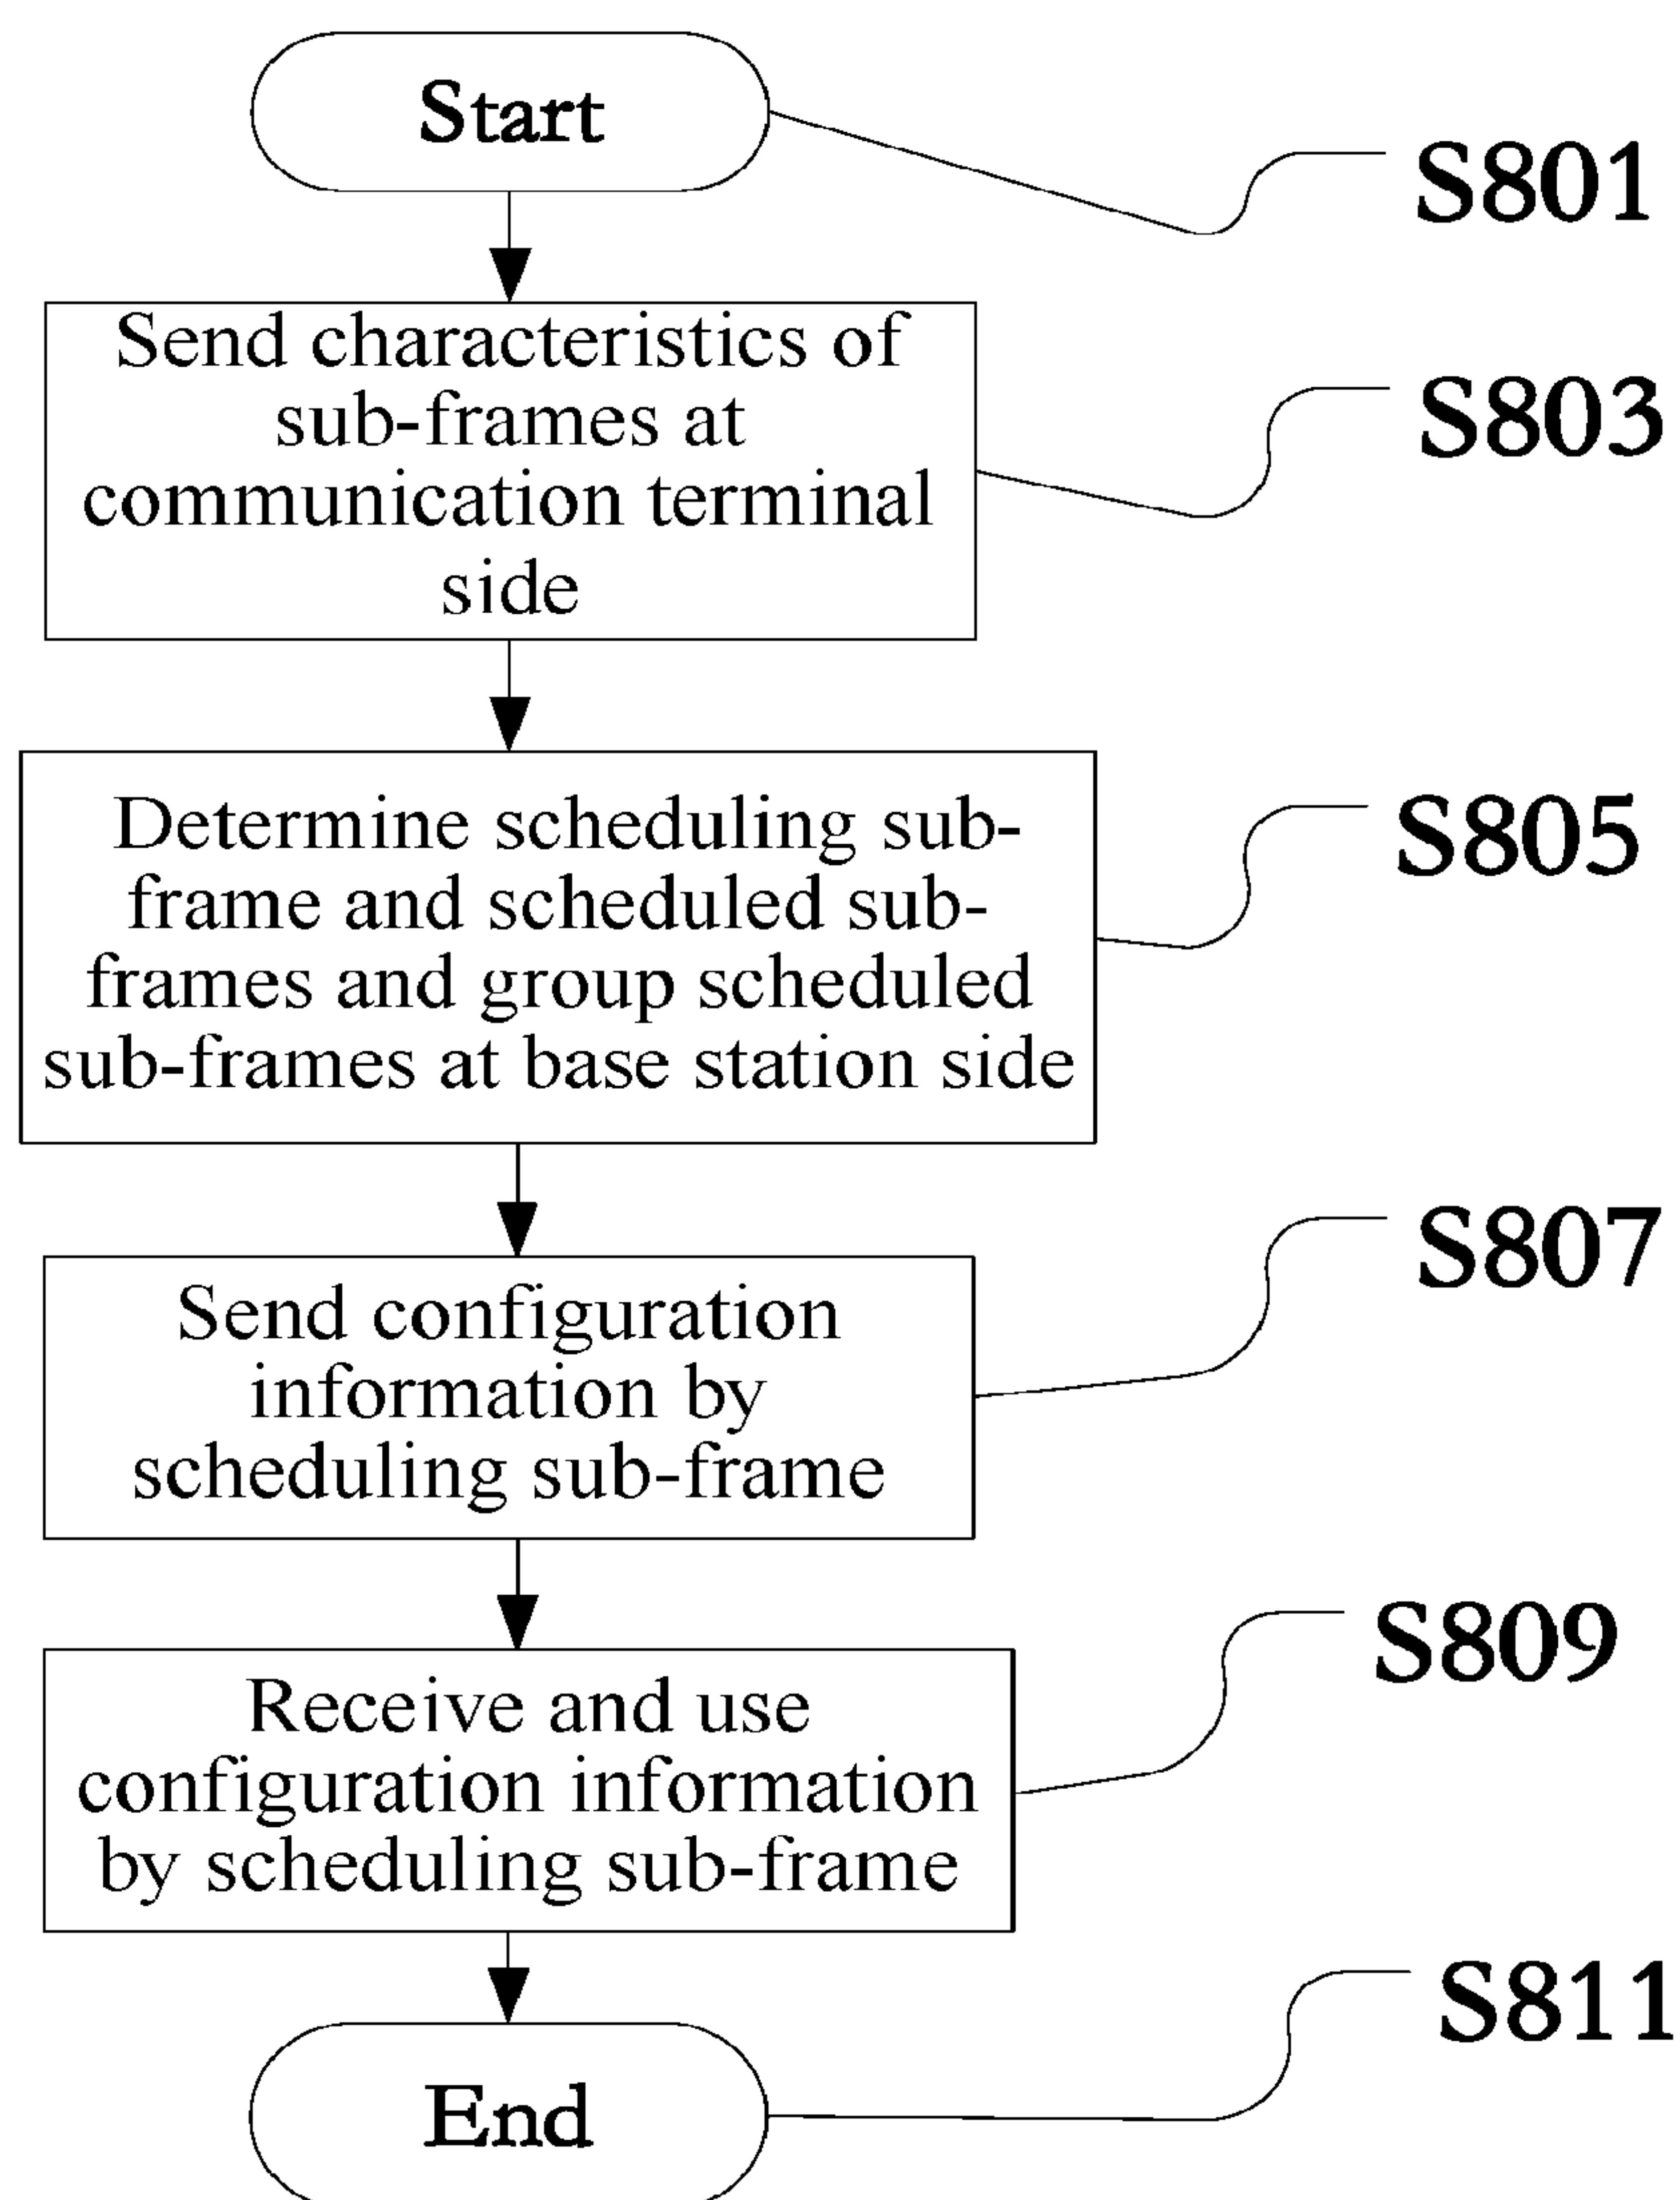 Start
S801
Send characteristics of
sub-frames at
communication terminal
side
S803
Determine scheduling sub-
frame and scheduled sub-
frames and group scheduled
sub-frames at base station side
S805
Send configuration
information by
scheduling sub-frame
S807
Receive and use
configuration information
by scheduling sub-frame
S809
End
S811